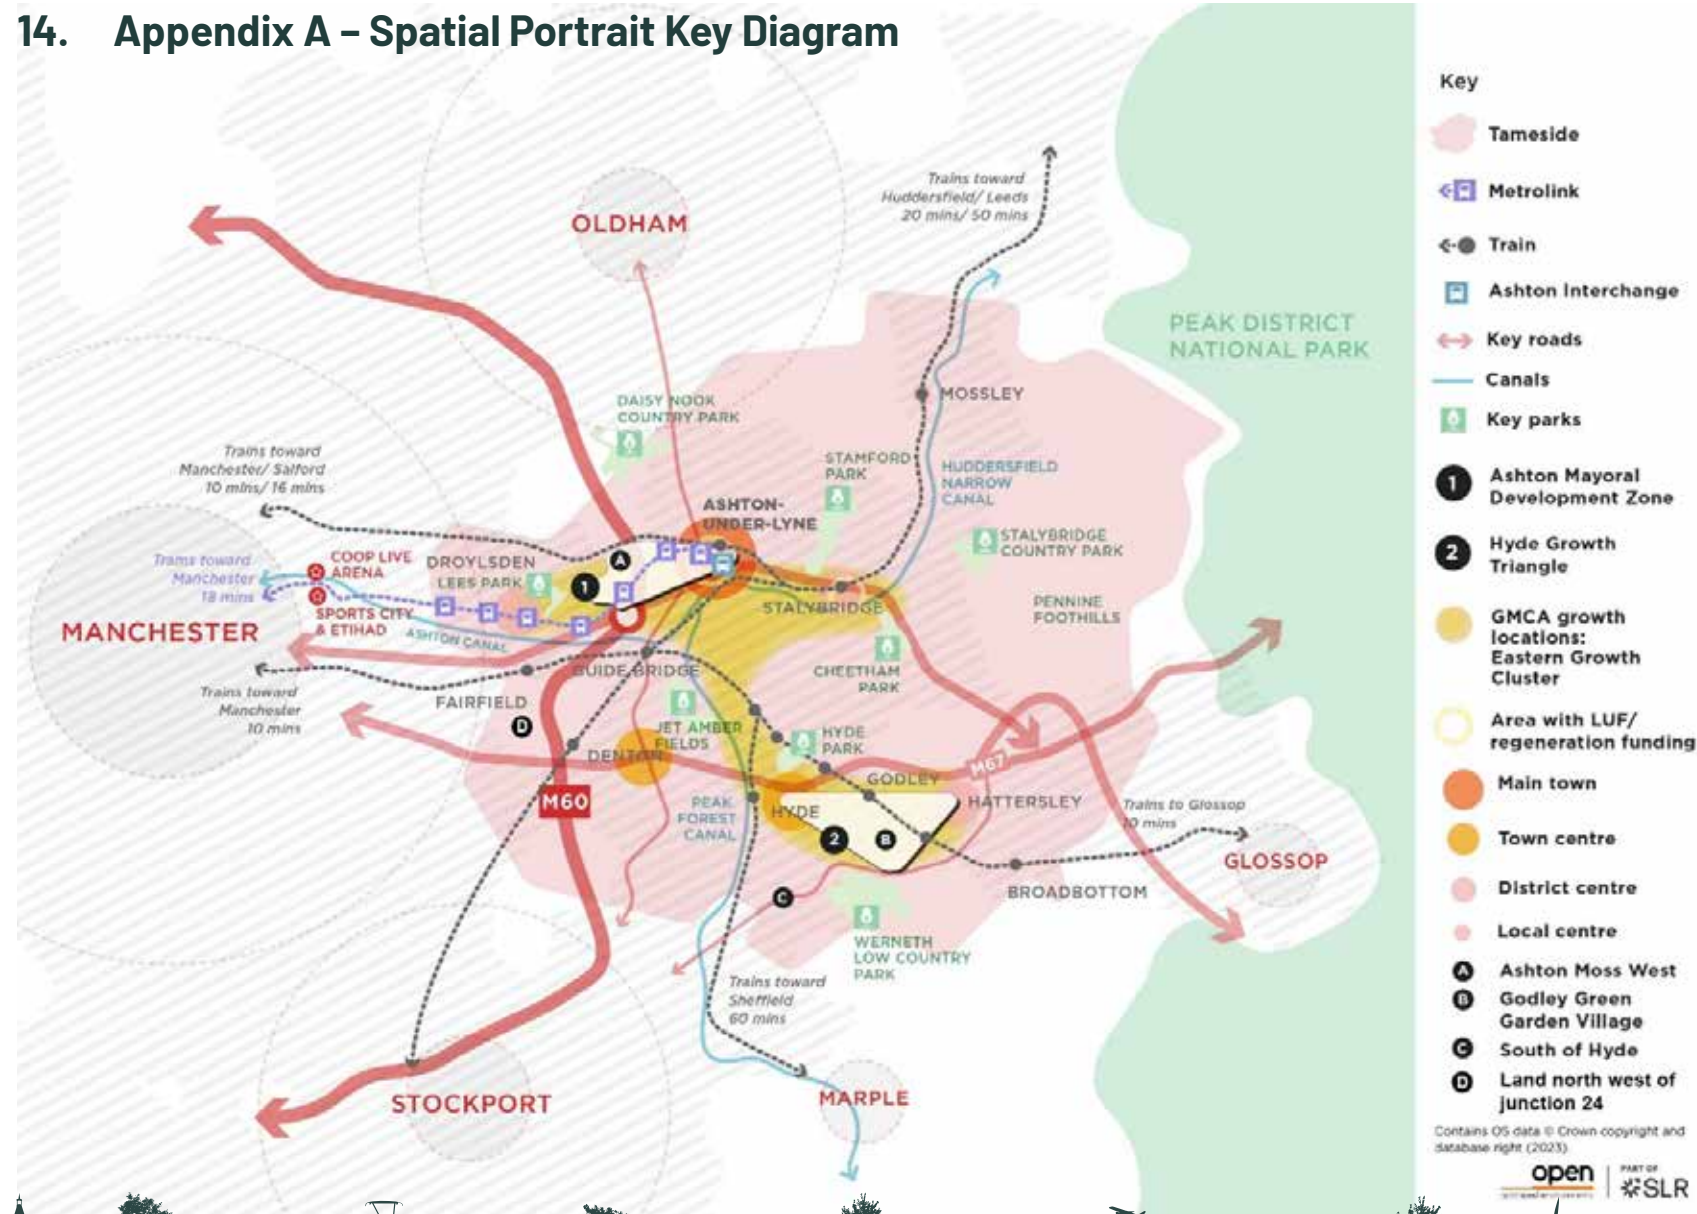 14. Appendix A – Spatial Portrait Key Diagram
OLDHAM
Trains toward
Huddersfield/ Leeds
20 mins/ 50 mins
PEAK DISTRICT
NATIONAL PARK
MOSSLEY
DAISY NOOK
COUNTRY PARK
Trains toward
Manchester/ Salford
10 mins/ 16 mins
STAMFORD
PARK
HUDDERSFIELD
NARROW
CANAL
ASHTON-
UNDER-LYNE
STALYBRIDGE
COUNTRY PARK
Trams toward
Manchester
18 mins
COOP LIVE
ARENA
DROYLSDEN
LEES PARK
A
1
SPORTS CITY
& ETIHAD
ASHTON CANAL
STALYBRIDGE
PENNINE
FOOTHILLS
MANCHESTER
GUIDE BRIDGE
CHEETHAM
PARK
Trains toward
Manchester
10 mins
FAIRFIELD
D
JET AMBER
FIELDS
HYDE
PARK
DENTON
M67
GODLEY
M60
PEAK
FOREST
CANAL
HYDE
HATTERSLEY
Trains to Glossop
10 mins
2
B
GLOSSOP
BROADBOTTOM
C
WERNETH
LOW COUNTRY
PARK
Trains toward
Sheffield
60 mins
STOCKPORT
MARPLE
Key
Tameside
Metrolink
Train
Ashton Interchange
Key roads
Canals
Key parks
1 Ashton Mayoral
Development Zone
2 Hyde Growth
Triangle
GMCA growth
locations:
Eastern Growth
Cluster
Area with LUF/
regeneration funding
Main town
Town centre
District centre
Local centre
A Ashton Moss West
B Godley Green
Garden Village
C South of Hyde
D Land north west of
junction 24
Contains OS data © Crown copyright and
database right (2023)
open
PART OF
SLR